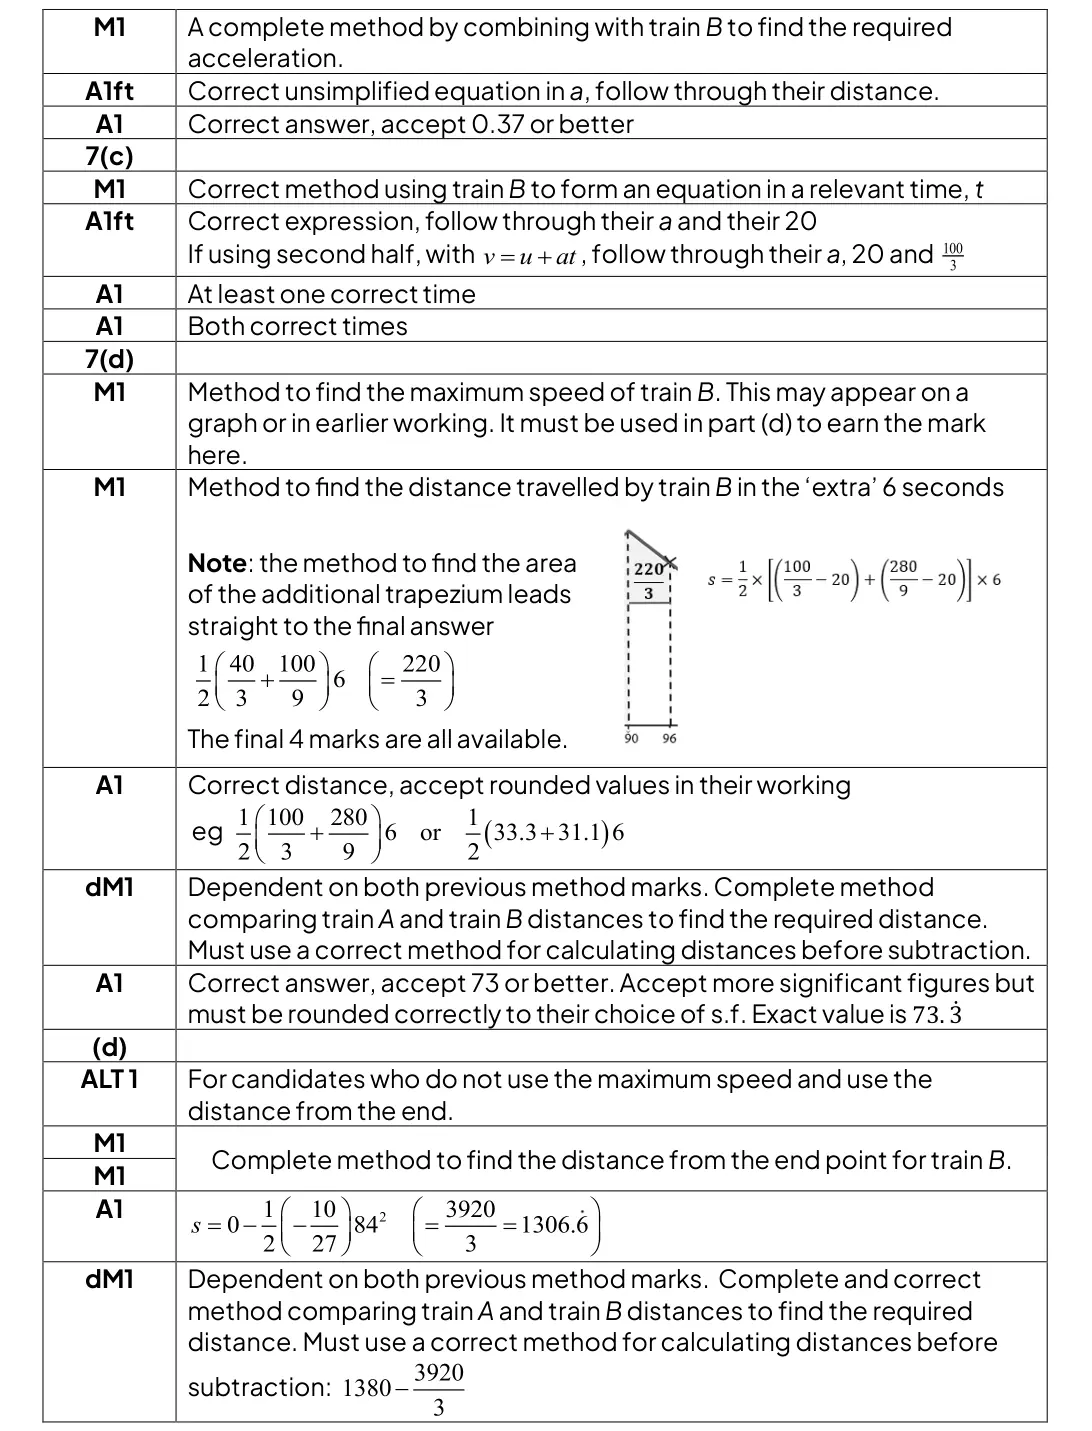 M1 A complete method by combining with train B to find the required
acceleration.
A1ft Correct unsimplified equation in a, follow through their distance.
A1 Correct answer, accept 0.37 or better
7(c)
M1 Correct method using train B to form an equation in a relevant time, t
A1ft Correct expression, follow through their a and their 20
If using second half, with v = u + at, follow through their a, 20 and 100/3
A1 At least one correct time
A1 Both correct times
7(d)
M1 Method to find the maximum speed of train B. This may appear on a
graph or in earlier working. It must be used in part (d) to earn the mark
here.
M1 Method to find the distance travelled by train B in the ‘extra’ 6 seconds
Note: the method to find the area
of the additional trapezium leads
straight to the final answer
1/2(40/3 + 100/9)6 (= 220/3)
The final 4 marks are all available.
220/3
90 96
s = 1/2 × [(100/3 − 20) + (280/9 − 20)] × 6
A1 Correct distance, accept rounded values in their working
eg 1/2(100/3 + 280/9)6 or 1/2(33.3+31.1)6
dM1 Dependent on both previous method marks. Complete method
comparing train A and train B distances to find the required distance.
Must use a correct method for calculating distances before subtraction.
A1 Correct answer, accept 73 or better. Accept more significant figures but
must be rounded correctly to their choice of s.f. Exact value is 73.3̇
(d)
ALT 1 For candidates who do not use the maximum speed and use the
distance from the end.
M1
M1 Complete method to find the distance from the end point for train B.
A1 s = 0 − 1/2(−10/27)84² (= 3920/3 = 1306.6̇)
dM1 Dependent on both previous method marks. Complete and correct
method comparing train A and train B distances to find the required
distance. Must use a correct method for calculating distances before
subtraction: 1380 − 3920/3